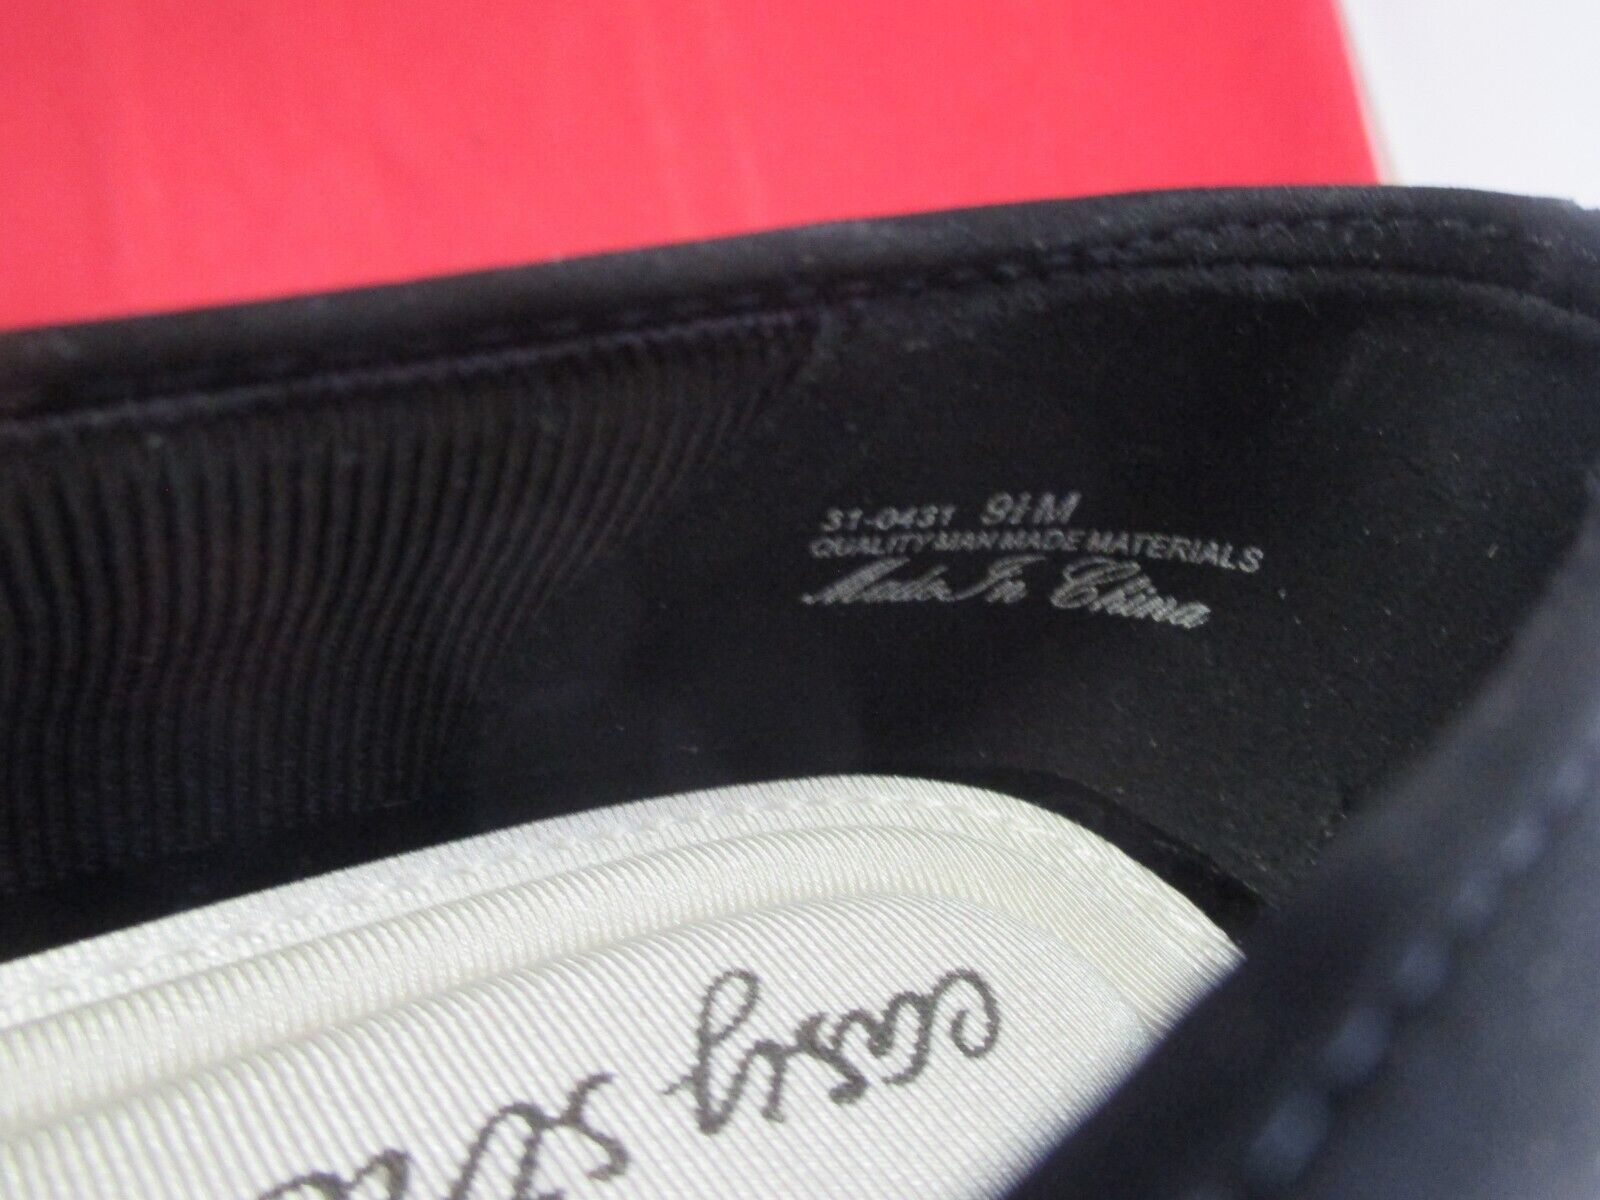 31-0431 9½M
QUALITY MAN MADE MATERIALS
Made In China
easy